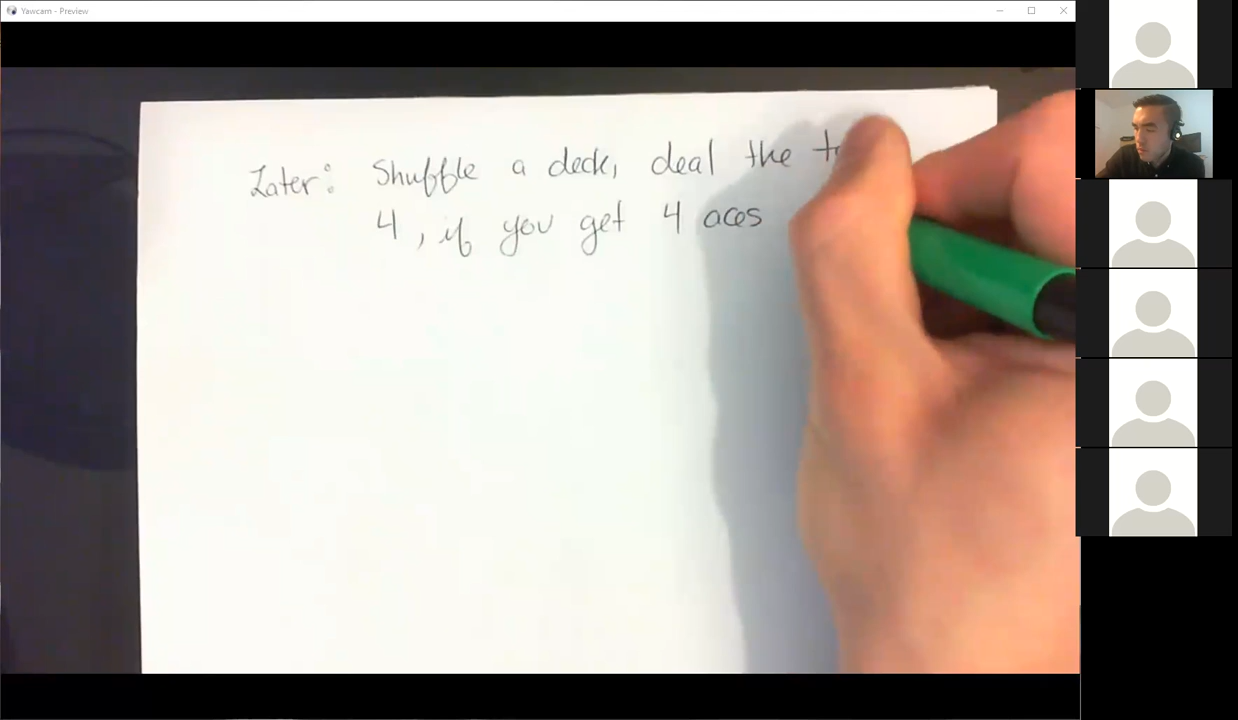 Yawcam - Preview
Later: Shuffle a deck, deal the
4, if you get 4 aces